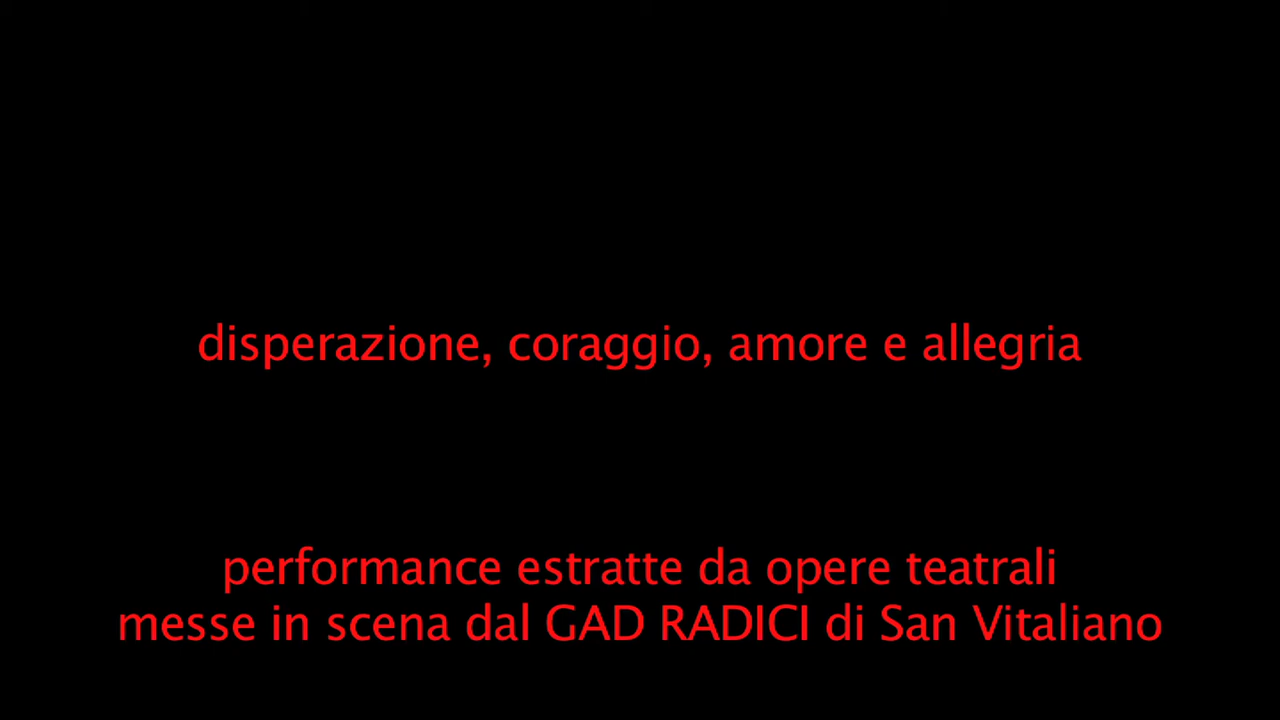 disperazione, coraggio, amore e allegria
performance estratte da opere teatrali
messe in scena dal GAD RADICI di San Vitaliano